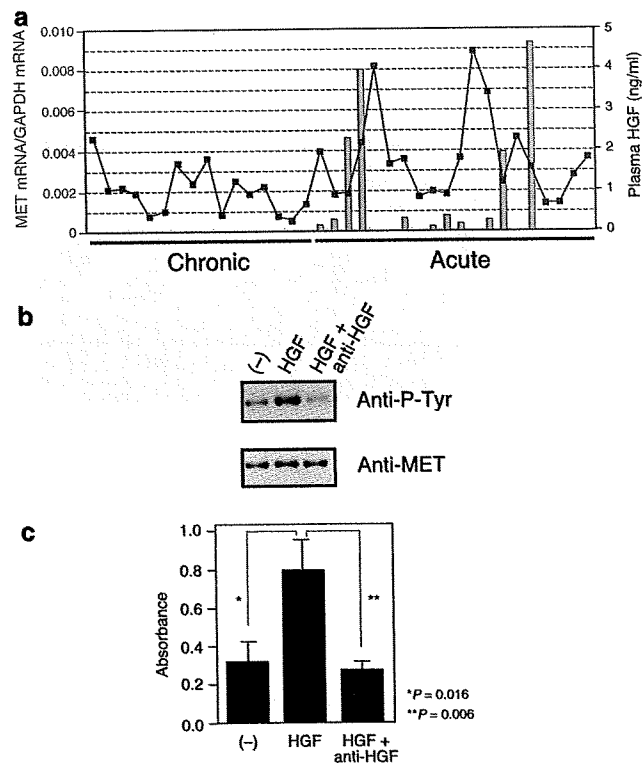 a
MET mRNA/GAPDH mRNA
0.010
0.008
0.006
0.004
0.002
0
5
4
3
2
1
0
Plasma HGF (ng/ml)
Chronic
Acute
b
(-)
HGF
HGF +
anti-HGF
Anti-P-Tyr
Anti-MET
c
Absorbance
1.0
0.8
0.6
0.4
0.2
0.0
*
**
(-)
HGF
HGF +
anti-HGF
*P = 0.016
**P = 0.006